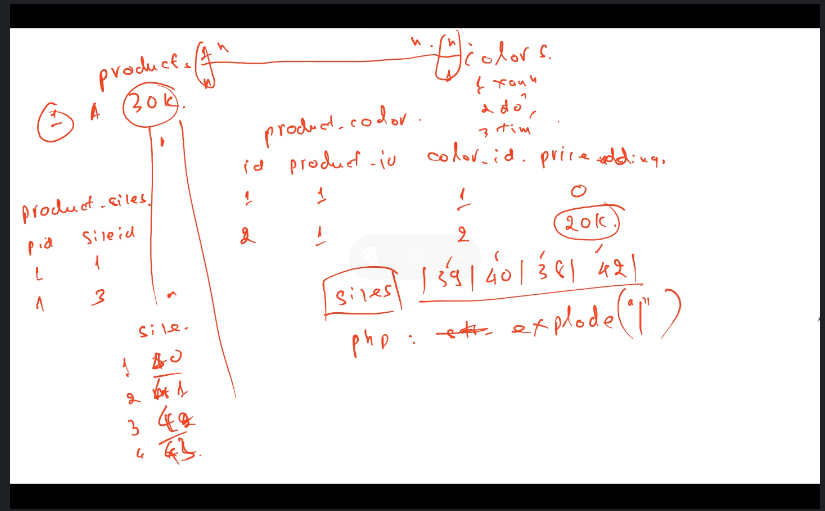 products n n colors.
1 xanh
2 đỏ
3 tím
1 A 30K.
product_color.
id product_id color_id. price adding.
1 1 1 0
2 1 2 20K.
product_sizes.
pid sizeid
1 1
1 3
sizes |39|40|38|42|
php : explode("|")
size.
1 40
2 41
3 42
4 43.